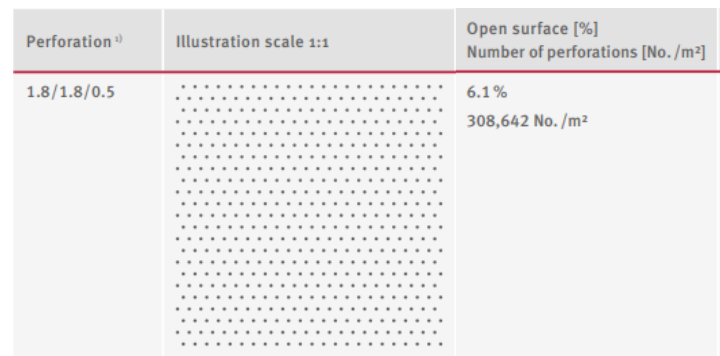 Perforation ¹⁾
Illustration scale 1:1
Open surface [%]
Number of perforations [No./m²]
1.8/1.8/0.5
6.1%
308,642 No./m²